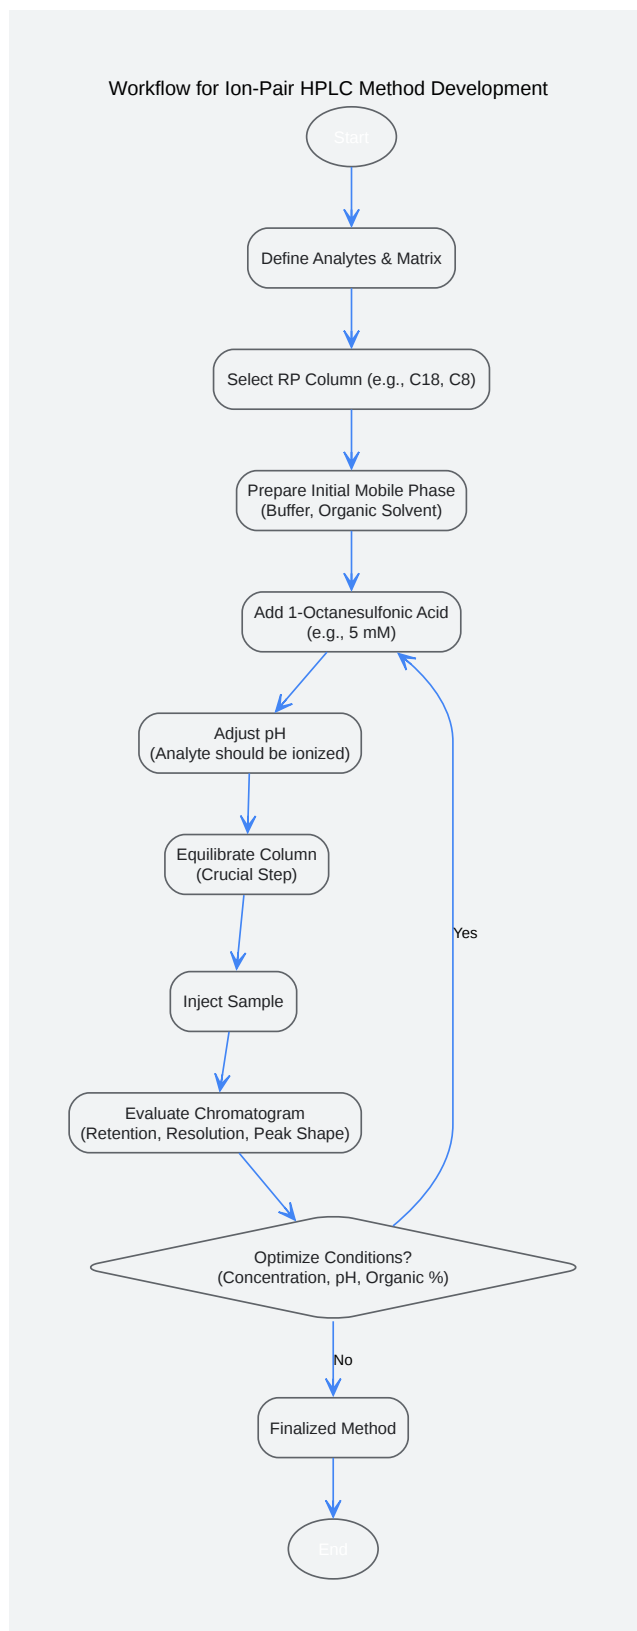 Workflow for Ion-Pair HPLC Method Development
Start
Define Analytes & Matrix
Select RP Column (e.g., C18, C8)
Prepare Initial Mobile Phase
(Buffer, Organic Solvent)
Add 1-Octanesulfonic Acid
(e.g., 5 mM)
Adjust pH
(Analyte should be ionized)
Equilibrate Column
(Crucial Step)
Yes
Inject Sample
Evaluate Chromatogram
(Retention, Resolution, Peak Shape)
Optimize Conditions?
(Concentration, pH, Organic %)
No
Finalized Method
End